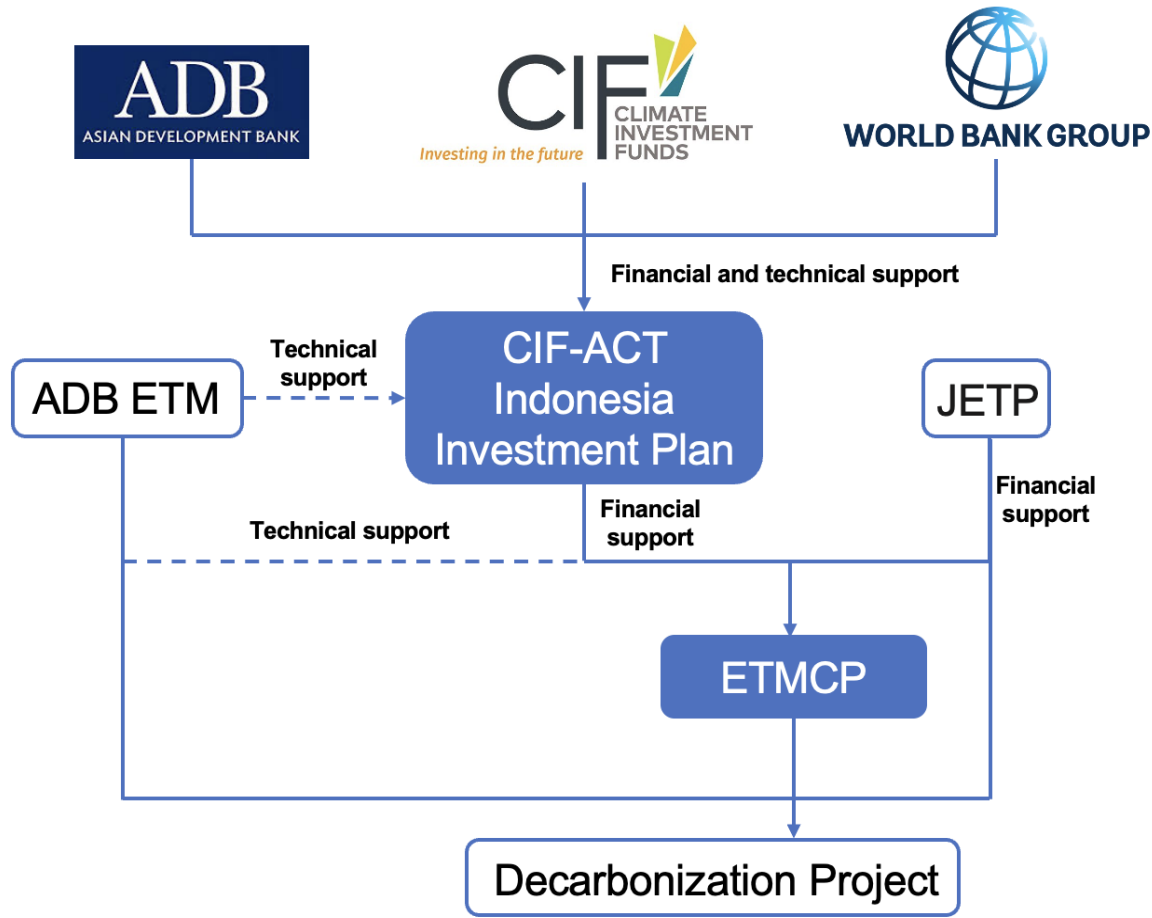 ADB
ASIAN DEVELOPMENT BANK
CIF
CLIMATE
INVESTMENT
FUNDS
Investing in the future
WORLD BANK GROUP
Financial and technical support
Technical
support
ADB ETM
CIF-ACT
Indonesia
Investment Plan
JETP
Financial
support
Financial
support
Technical support
ETMCP
Decarbonization Project